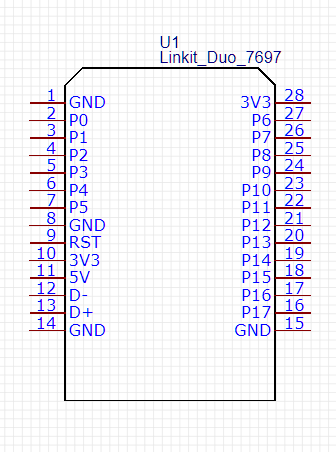 U1
Linkit_Duo_7697
1 GND 3V3 28
2 P0 P6 27
3 P1 P7 26
4 P2 P8 25
5 P3 P9 24
6 P4 P10 23
7 P5 P11 22
8 GND P12 21
9 RST P13 20
10 3V3 P14 19
11 5V P15 18
12 D- P16 17
13 D+ P17 16
14 GND GND 15